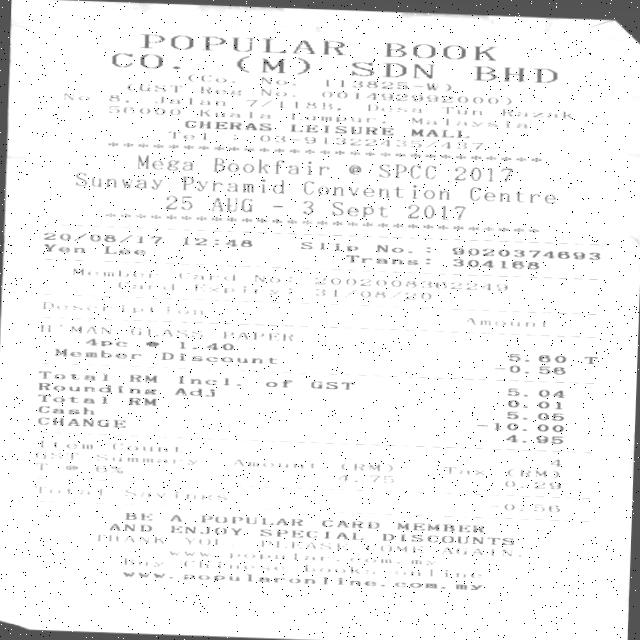 POPULAR BOOK
CO. (M) SDN BHD
(Co. No. 113825-W)
(GST Reg No. 001492992000)
No 8, Jalan 7/118B, Desa Tun Razak
56000 Kuala Lumpur, Malaysia
CHERAS LEISURE MALL
Tel: 03-91322435/437
******************************
Mega Bookfair @ SPCC 2017
Sunway Pyramid Convention Centre
25 AUG - 3 Sept 2017
******************************
20/08/17 12:48 Slip No.: 9020374693
Yen Lee Trans: 304168
Member Card No: 2002008362249
Card Expiry: 31/08/20
Description Amount
H'MAN GLASS PAPER
4pc @ 1.40 5.60 T
Member Discount -0.56
Total RM Incl. of GST 5.04
Rounding Adj 0.01
Total RM 5.05
Cash -10.00
CHANGE 4.95
Item Count 4
GST Summary Amount (RM) Tax (RM)
T @ 6% 4.75 0.29
Total Savings -0.56
BE A POPULAR CARD MEMBER
AND ENJOY SPECIAL DISCOUNTS
THANK YOU. PLEASE COME AGAIN.
www.popular.com.my
Buy Chinese books online
www.popularonline.com.my